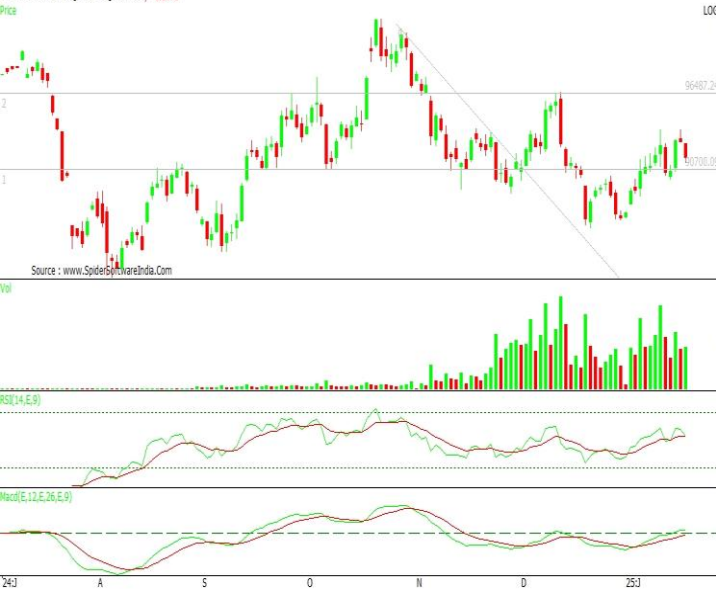 Price
LOG
96487.24
2
90708.09
1
Source : www.SpiderSoftwareIndia.Com
Vol
RSI(14,E,9)
Macd(E,12,E,26,E,9)
24:J A S O N D 25:J